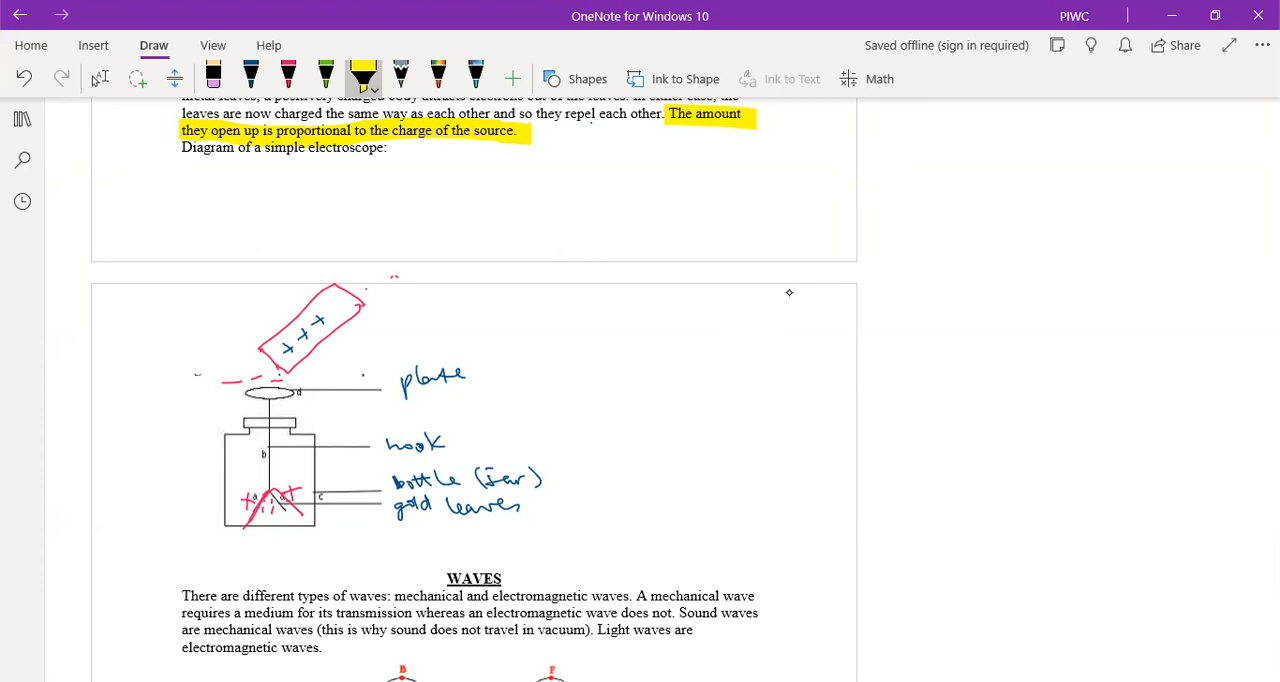 OneNote for Windows 10
PIWC
Home Insert Draw View Help
Saved offline (sign in required)
Share
Shapes
Ink to Shape
Ink to Text
Math
leaves are now charged the same way as each other and so they repel each other. The amount
they open up is proportional to the charge of the source.
Diagram of a simple electroscope:
+ + +
plate
d
hook
b
bottle (jar)
+ a a + c
gold leaves
WAVES
There are different types of waves: mechanical and electromagnetic waves. A mechanical wave
requires a medium for its transmission whereas an electromagnetic wave does not. Sound waves
are mechanical waves (this is why sound does not travel in vacuum). Light waves are
electromagnetic waves.
B F